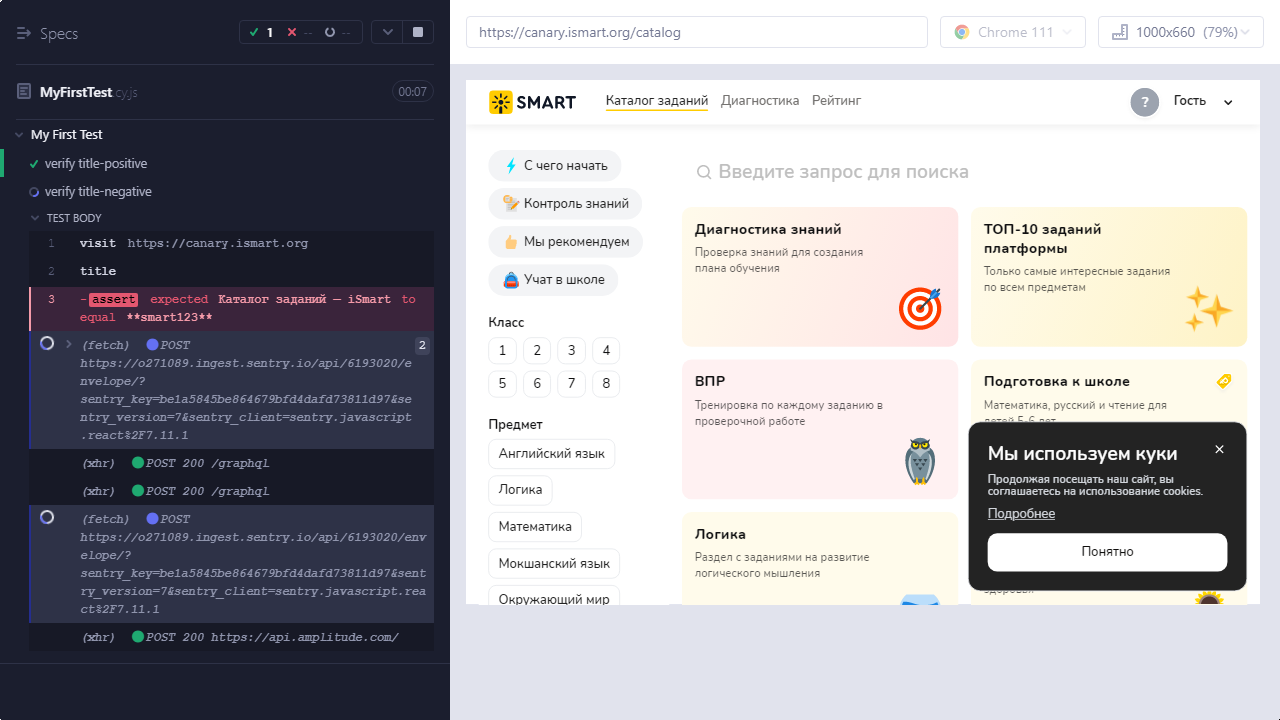 Specs
1
--
--
MyFirstTest.cy.js
00:07
My First Test
verify title-positive
verify title-negative
TEST BODY
1 visit https://canary.ismart.org
2 title
3 -assert expected Каталог заданий — iSmart to
equal **smart123**
(fetch) POST 2
https://o271089.ingest.sentry.io/api/6193020/e
nvelope/?
sentry_key=be1a5845be864679bfd4dafd73811d97&se
ntry_version=7&sentry_client=sentry.javascript
.react%2F7.11.1
(xhr) POST 200 /graphql
(xhr) POST 200 /graphql
(fetch) POST
https://o271089.ingest.sentry.io/api/6193020/env
elope/?
sentry_key=be1a5845be864679bfd4dafd73811d97&sent
ry_version=7&sentry_client=sentry.javascript.rea
ct%2F7.11.1
(xhr) POST 200 https://api.amplitude.com/
https://canary.ismart.org/catalog
Chrome 111
1000x660 (79%)
SMART
Каталог заданий
Диагностика
Рейтинг
?
Гость
С чего начать
Контроль знаний
Мы рекомендуем
Учат в школе
Класс
1 2 3 4
5 6 7 8
Предмет
Английский язык
Логика
Математика
Мокшанский язык
Окружающий мир
Введите запрос для поиска
Диагностика знаний
Проверка знаний для создания
плана обучения
ТОП-10 заданий
платформы
Только самые интересные задания
по всем предметам
ВПР
Тренировка по каждому заданию в
проверочной работе
Подготовка к школе
Математика, русский и чтение для
детей 5-6 лет
Логика
Раздел с заданиями на развитие
логического мышления
Мы используем куки
Продолжая посещать наш сайт, вы
соглашаетесь на использование cookies.
Подробнее
Понятно